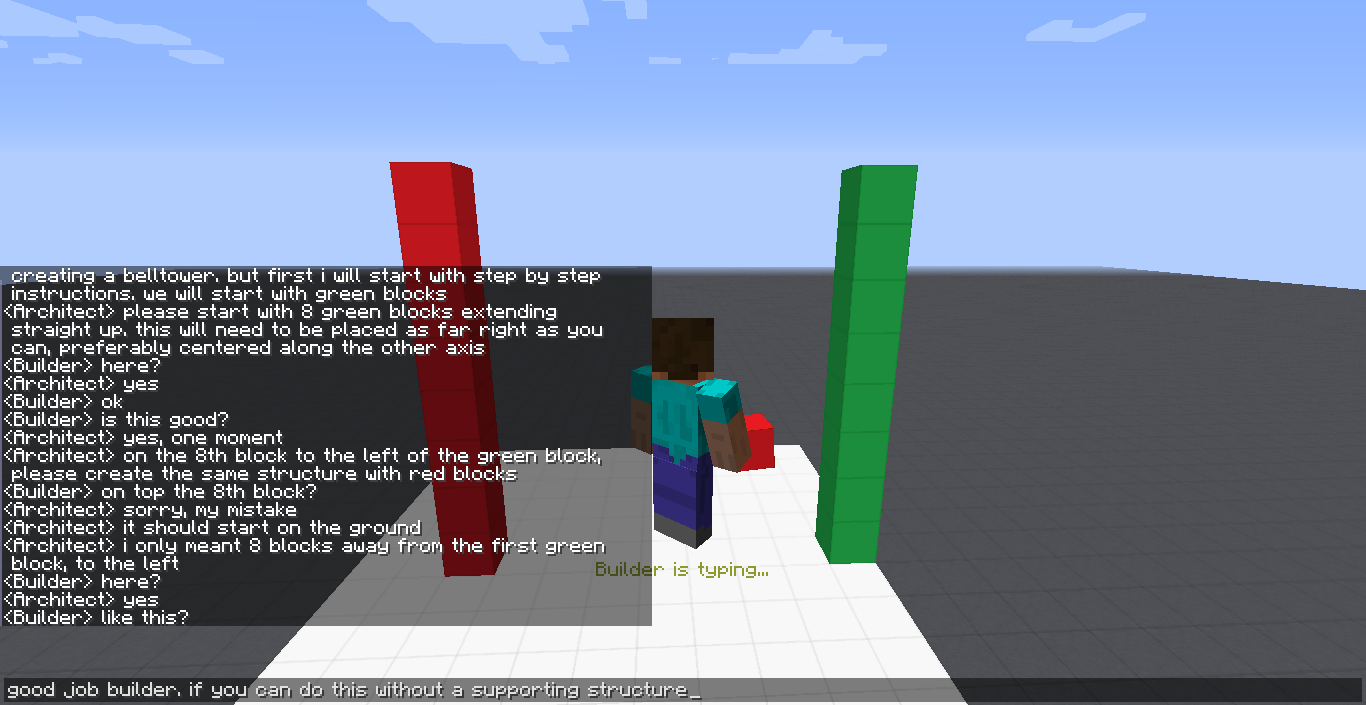 creating a belltower. but first i will start with step by step
instructions. we will start with green blocks
<Architect> please start with 8 green blocks extending
straight up. this will need to be placed as far right as you
can, preferably centered along the other axis
<Builder> here?
<Architect> yes
<Builder> ok
<Builder> is this good?
<Architect> yes, one moment
<Architect> on the 8th block to the left of the green block,
please create the same structure with red blocks
<Builder> on top the 8th block?
<Architect> sorry, my mistake
<Architect> it should start on the ground
<Architect> i only meant 8 blocks away from the first green
block, to the left
<Builder> here?
<Architect> yes
<Builder> like this?
Builder is typing...
good job builder. if you can do this without a supporting structure_